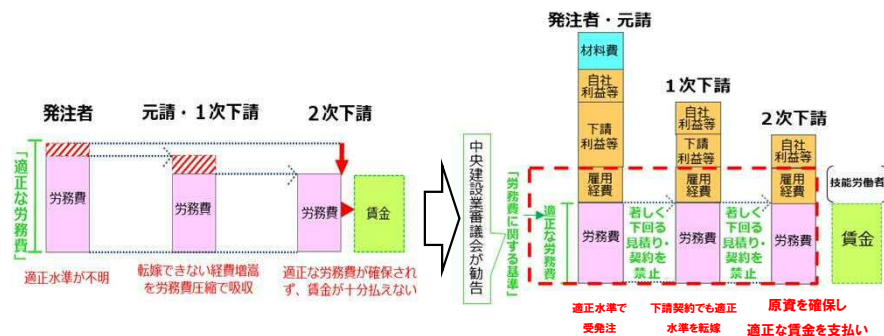 発注者
元請・1次下請
2次下請
「適正な労務費」
労務費
労務費
労務費
賃金
適正水準が不明
転嫁できない経費増嵩
を労務費圧縮で吸収
適正な労務費が確保され
ず、賃金が十分払えない
中央建設業審議会が勧告
「労務費に関する基準」
発注者・元請
材料費
自社
利益等
下請
利益等
雇用
経費
労務費
1次下請
自社
利益等
下請
利益等
雇用
経費
労務費
2次下請
自社
利益等
雇用
経費
労務費
適正な労務費
著しく
下回る
見積り・
契約を
禁止
著しく
下回る
見積り・
契約を
禁止
技能労働者
賃金
適正水準で
受発注
下請契約でも適正
水準を転嫁
原資を確保し
適正な賃金を支払い